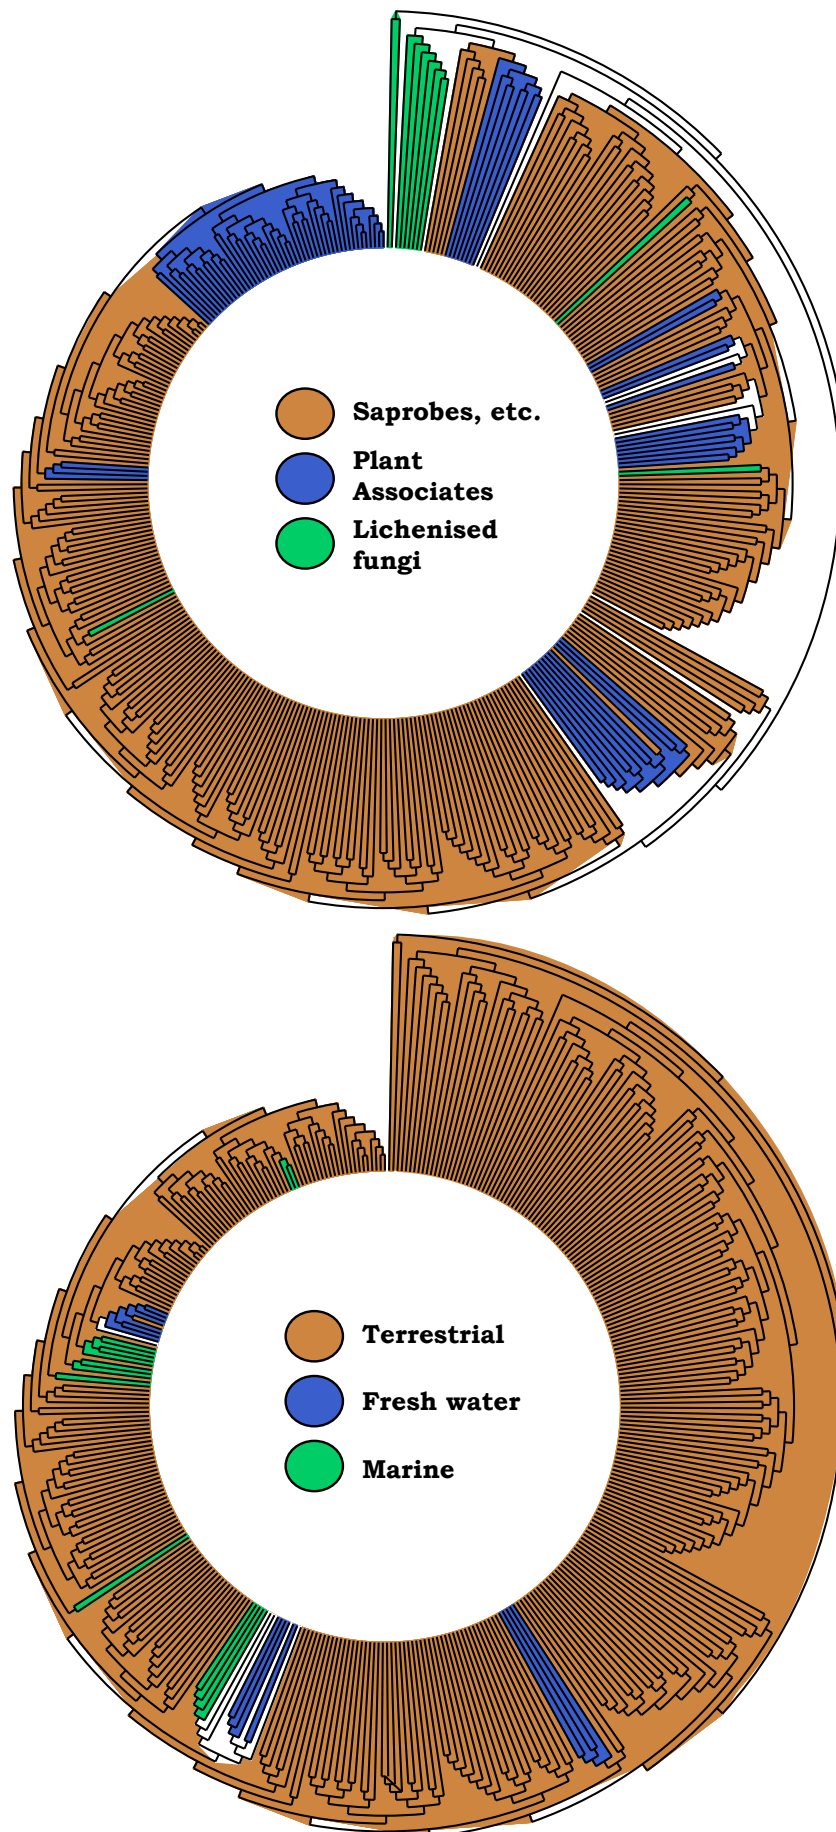 Saprobes, etc.
Plant
Associates
Lichenised
fungi
Terrestrial
Fresh water
Marine